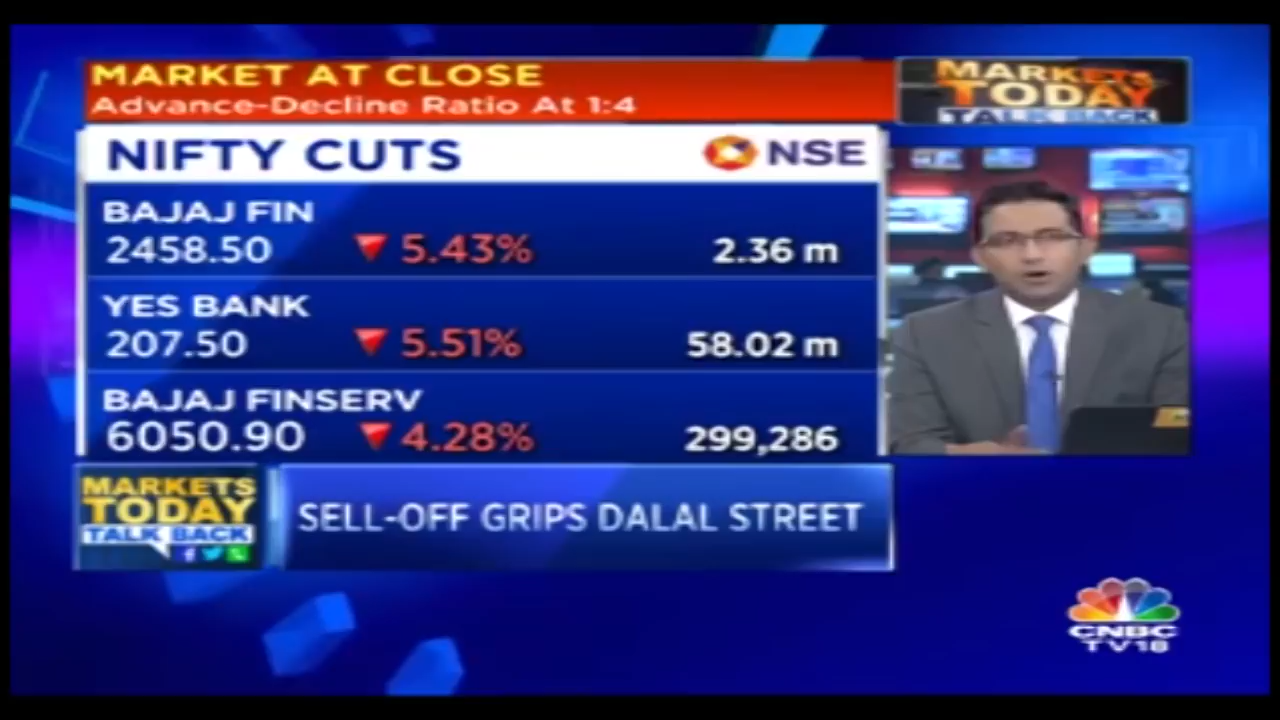 MARKET AT CLOSE
Advance-Decline Ratio At 1:4
MARKETS
TODAY
TALK BACK
NIFTY CUTS
NSE
BAJAJ FIN
2458.50 ▼ 5.43% 2.36 m
YES BANK
207.50 ▼ 5.51% 58.02 m
BAJAJ FINSERV
6050.90 ▼ 4.28% 299,286
MARKETS
TODAY
TALK BACK
SELL-OFF GRIPS DALAL STREET
CNBC
TV18